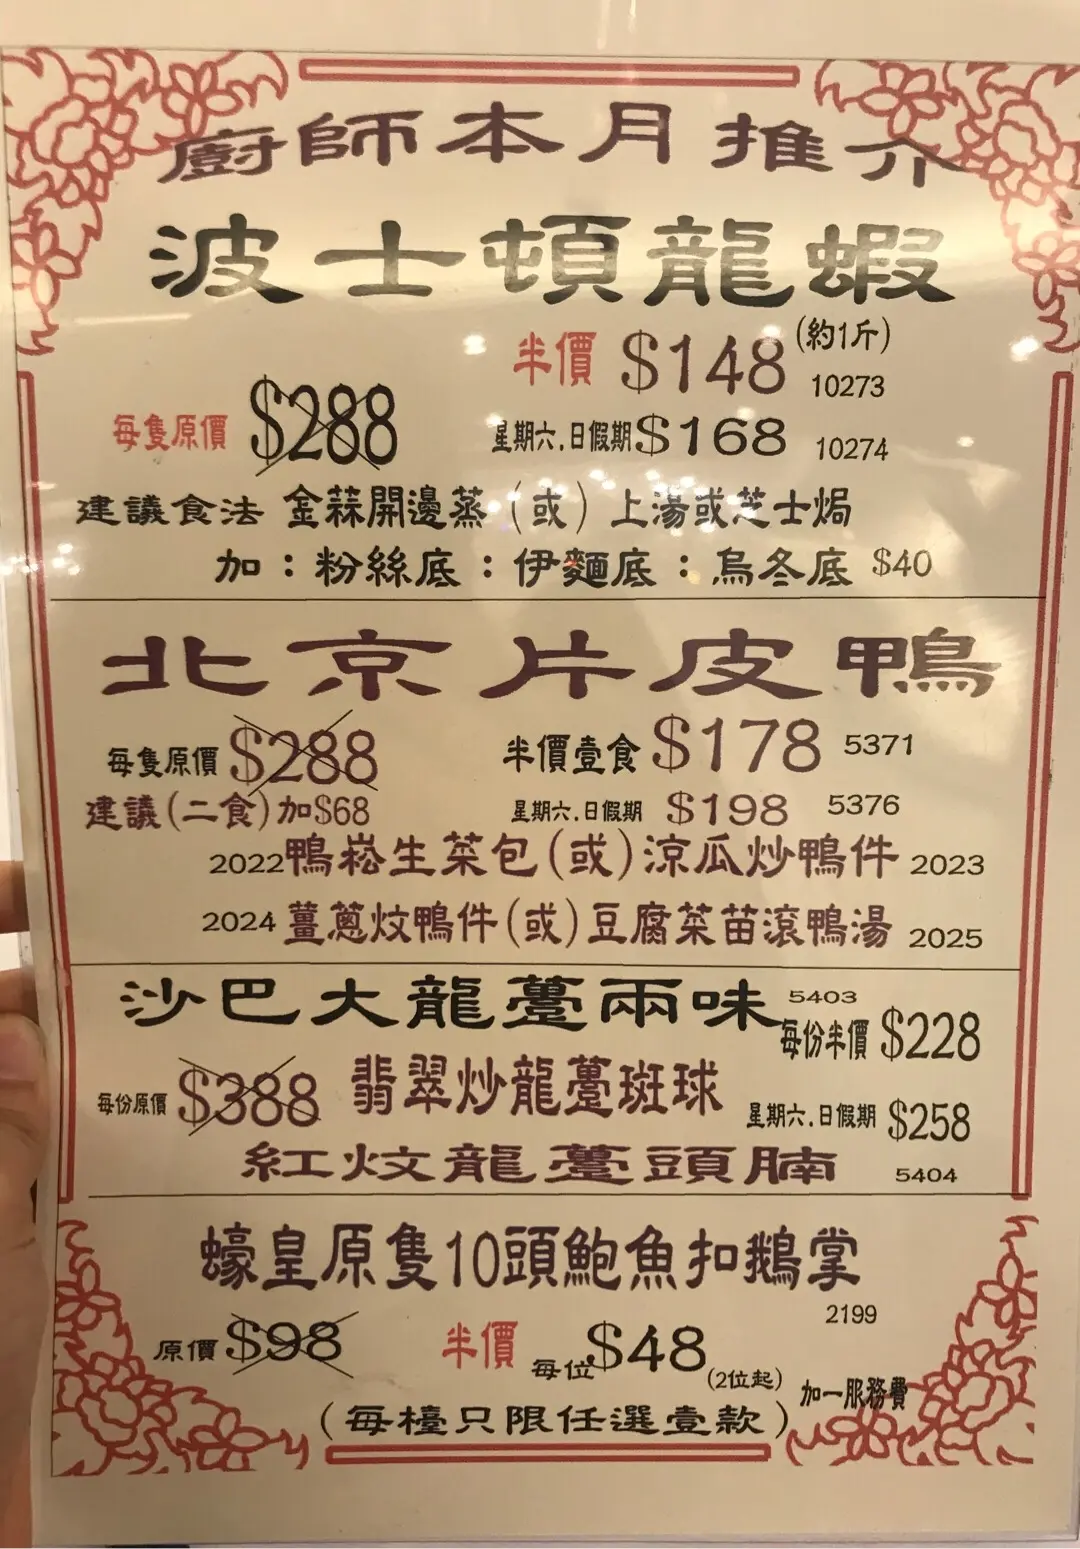 廚師本月推介
波士頓龍蝦
半價 $148 (約1斤) 10273
每隻原價 $288
星期六.日假期$168 10274
建議食法 金蒜開邊蒸(或)上湯或芝士焗
加：粉絲底：伊麵底：烏冬底 $40
北京片皮鴨
每隻原價 $288 半價壹食 $178 5371
建議(二食)加$68 星期六.日假期 $198 5376
2022鴨崧生菜包(或)涼瓜炒鴨件 2023
2024 薑蔥炆鴨件(或)豆腐菜苗滾鴨湯 2025
沙巴大龍躉兩味 5403
每份半價 $228
每份原價 $388 翡翠炒龍躉斑球
星期六.日假期 $258
紅炆龍躉頭腩 5404
蠔皇原隻10頭鮑魚扣鵝掌
2199
原價 $98 半價 每位$48(2位起)
加一服務費
(每檯只限任選壹款)